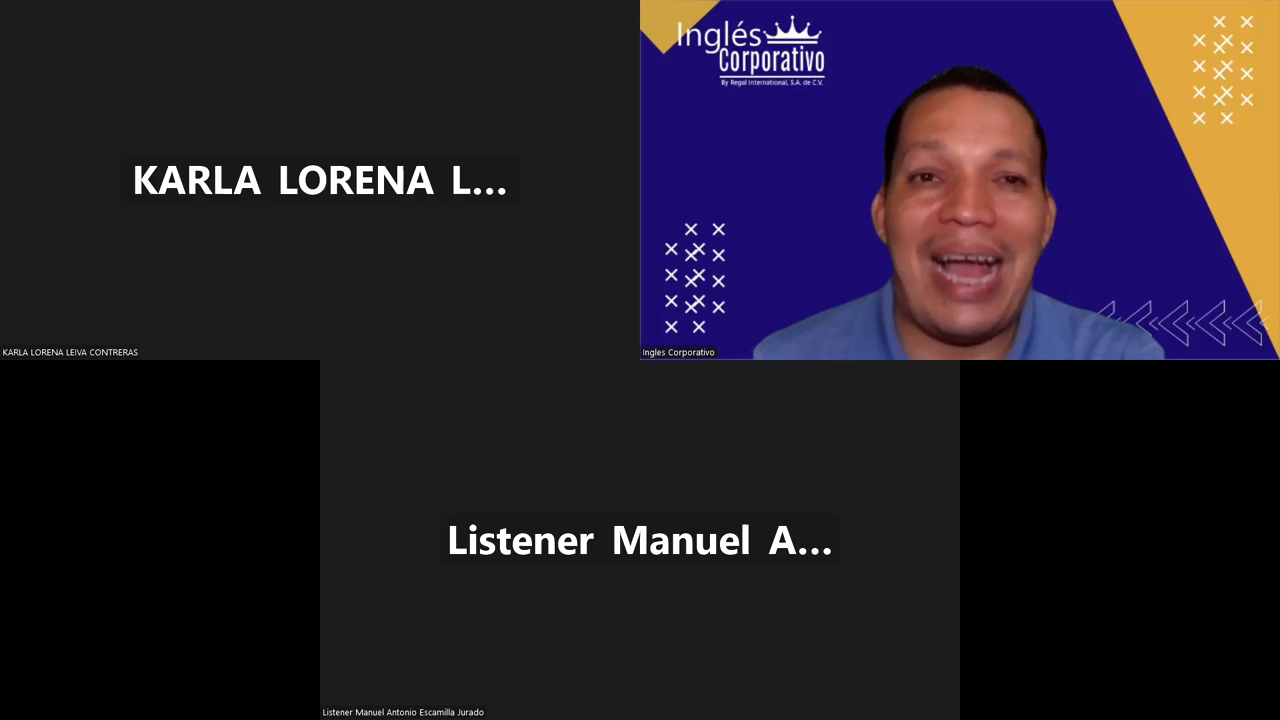 KARLA LORENA L...
KARLA LORENA LEIVA CONTRERAS
Inglés
Corporativo
By Regal International, S.A. de C.V.
Ingles Corporativo
Listener Manuel A...
Listener Manuel Antonio Escamilla Jurado